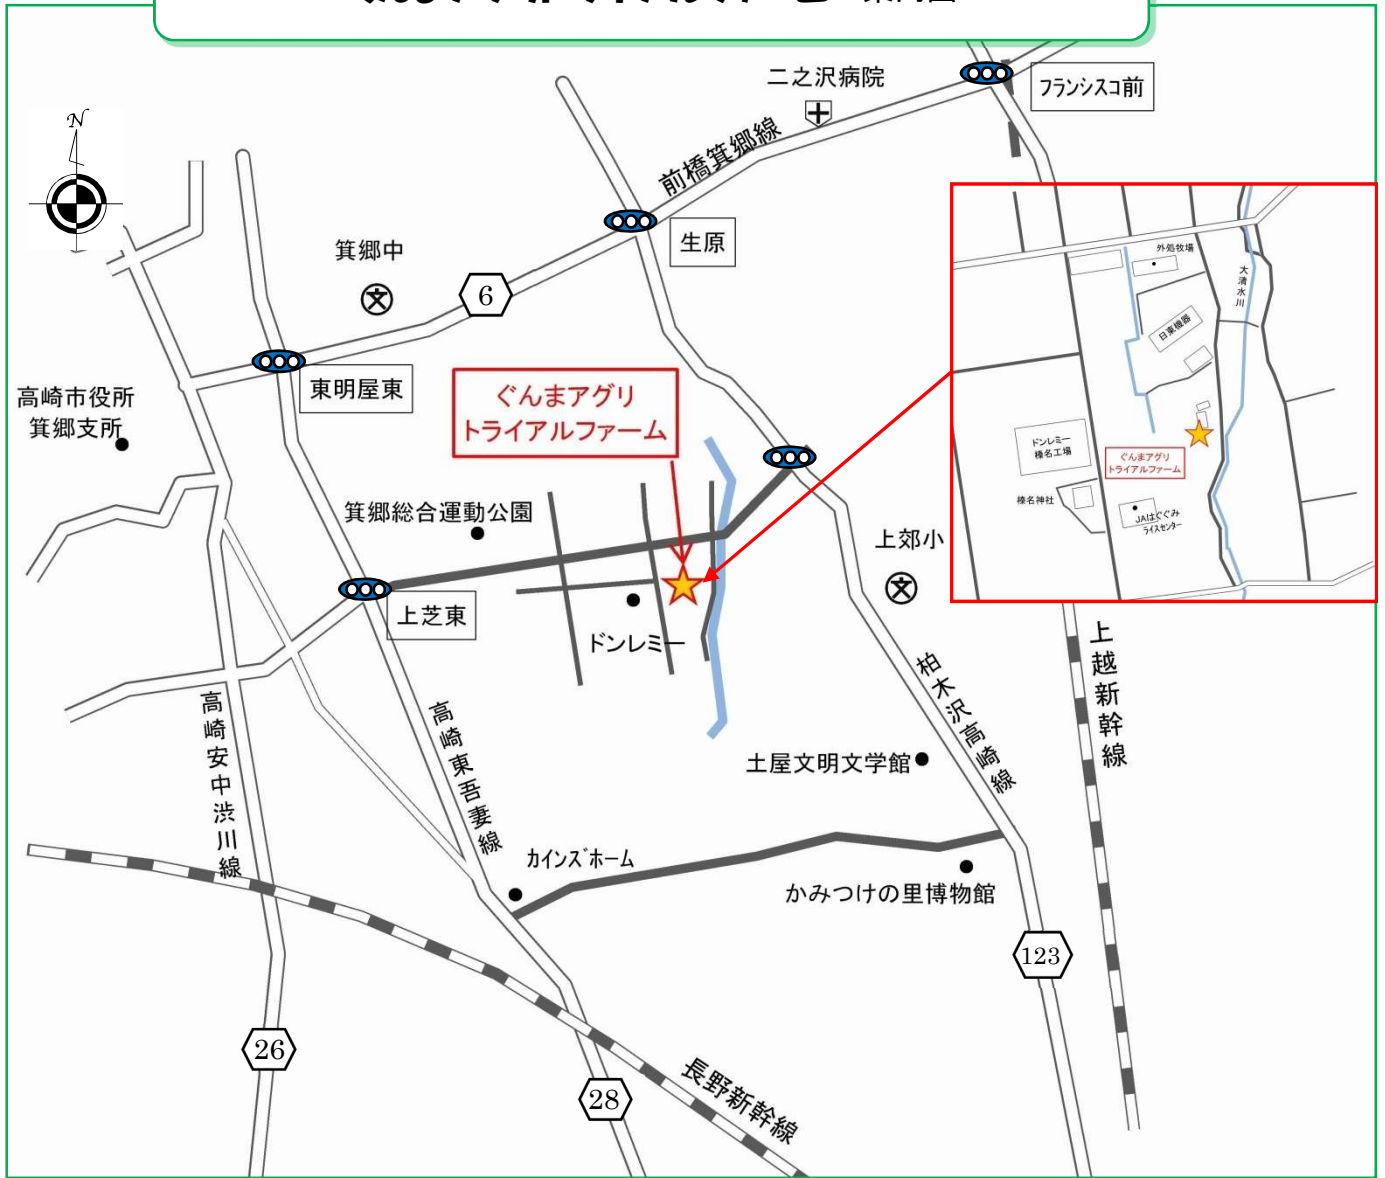 案内図
N
二之沢病院
フランシスコ前
前橋箕郷線
生原
箕郷中
6
東明屋東
高崎市役所
箕郷支所
ぐんまアグリ
トライアルファーム
箕郷総合運動公園
上芝東
ドンレミー
上郊小
外処牧場
大清水川
日東機器
ドンレミー
榛名工場
ぐんまアグリ
トライアルファーム
榛名神社
JAはぐくみ
ライスセンター
上越新幹線
柏木沢高崎線
高崎安中渋川線
高崎東吾妻線
土屋文明文学館
カインズホーム
かみつけの里博物館
123
26
28
長野新幹線